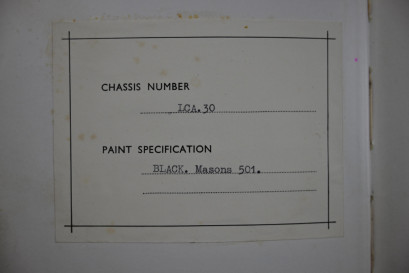 CHASSIS NUMBER
LCA.30
PAINT SPECIFICATION
BLACK. Masons 501.